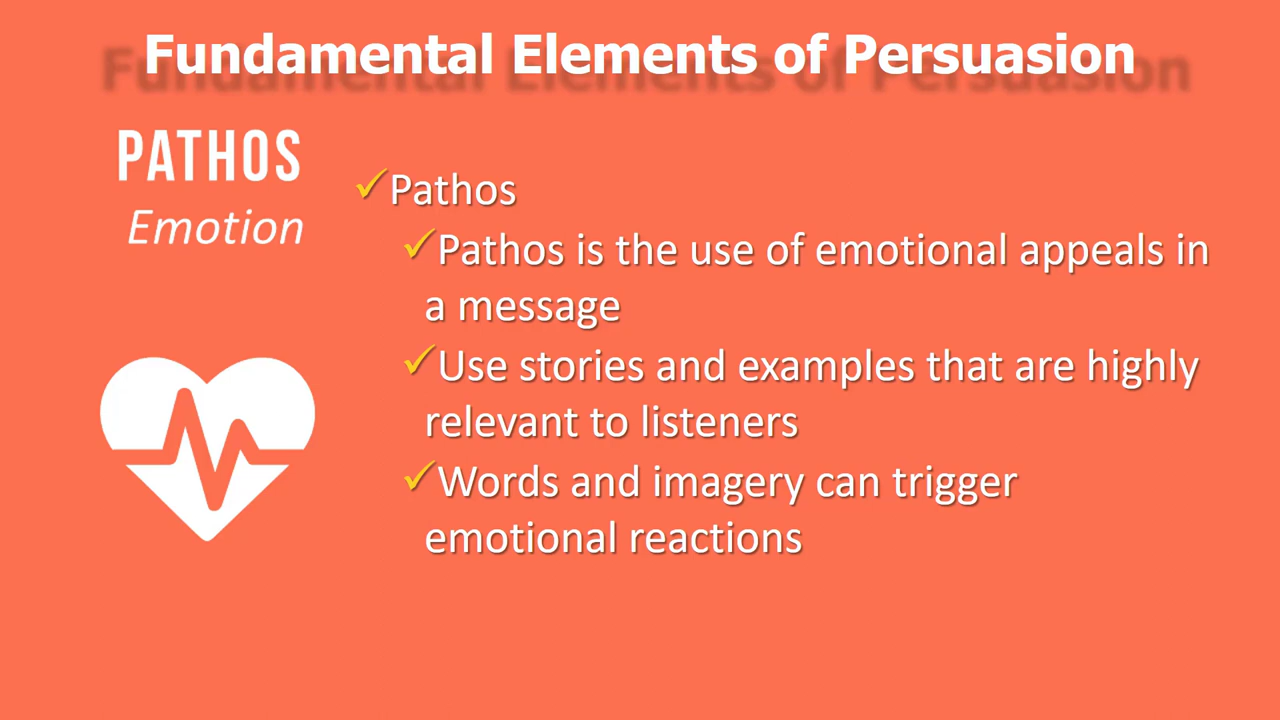 Fundamental Elements of Persuasion
PATHOS
Emotion
✓Pathos
✓Pathos is the use of emotional appeals in
a message
✓Use stories and examples that are highly
relevant to listeners
✓Words and imagery can trigger
emotional reactions